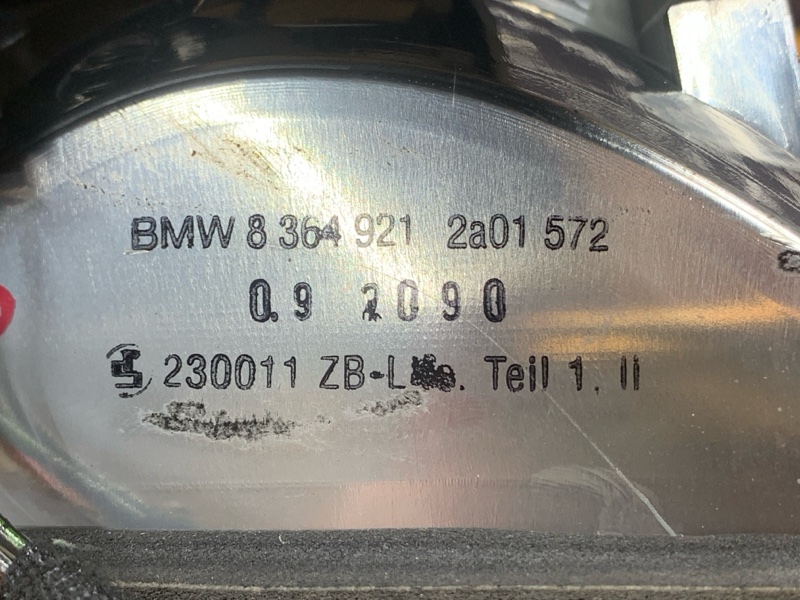 BMW 8 364 921 2a01 572
0.9 2090
230011 ZB- Teil 1. II